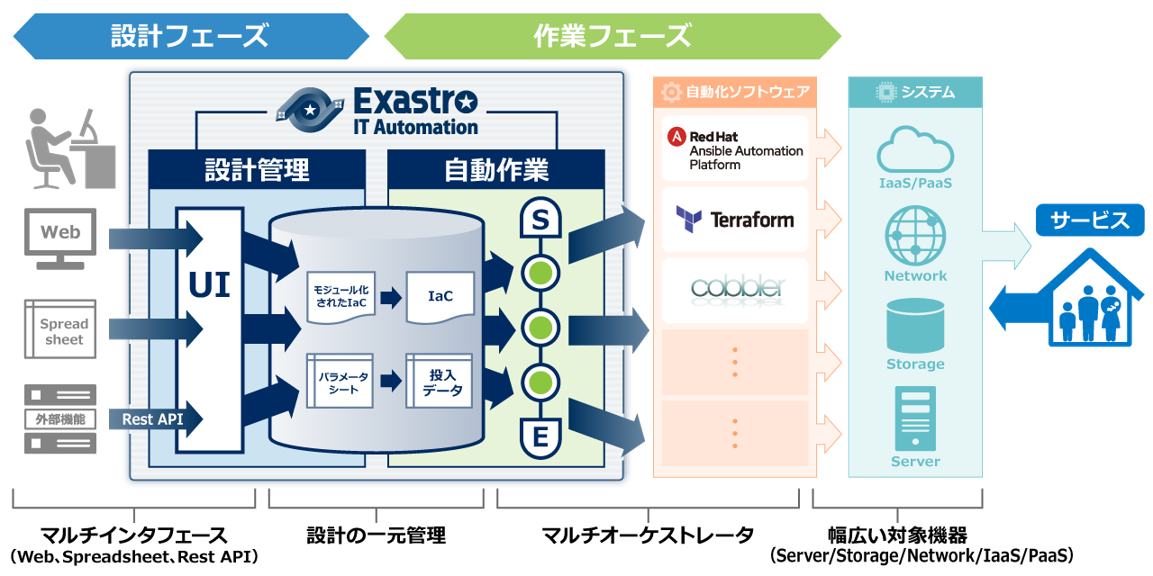 設計フェーズ
作業フェーズ
Exastro
IT Automation
設計管理
自動作業
自動化ソフトウェア
システム
Red Hat
Ansible Automation
Platform
Terraform
cobbler
IaaS/PaaS
Network
Storage
Server
サービス
Web
Spread
sheet
外部機能
Rest API
UI
モジュール化
されたIaC
IaC
パラメータ
シート
投入
データ
S
E
マルチインタフェース
(Web、Spreadsheet、Rest API)
設計の一元管理
マルチオーケストレータ
幅広い対象機器
(Server/Storage/Network/IaaS/PaaS)